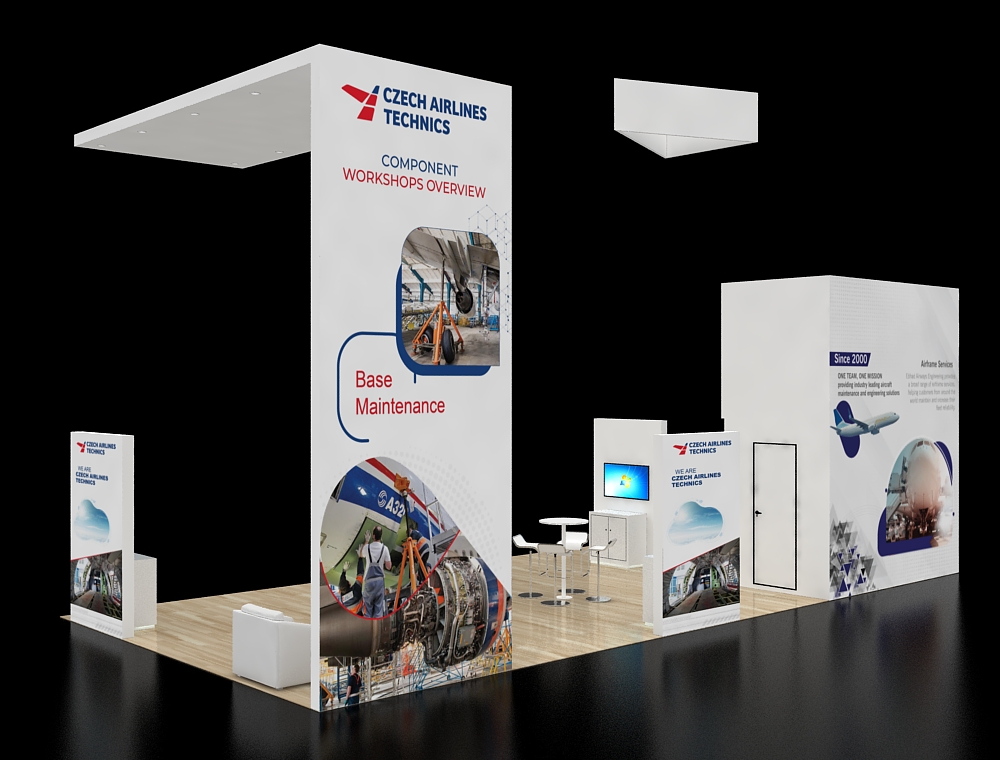 CZECH AIRLINES
TECHNICS
COMPONENT
WORKSHOPS OVERVIEW
Base
Maintenance
A32
CZECH AIRLINES
TECHNICS
WE ARE
CZECH AIRLINES
TECHNICS
CZECH AIRLINES
TECHNICS
WE ARE
CZECH AIRLINES
TECHNICS
Since 2000
ONE TEAM, ONE MISSION
providing industry leading aircraft
maintenance and engineering solutions
Airframe Services